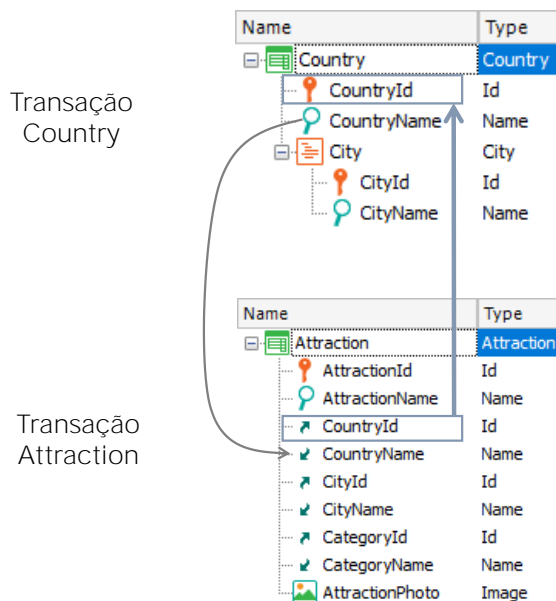 Name Type
Country Country
CountryId Id
CountryName Name
City City
CityId Id
CityName Name
Transação
Country
Name Type
Attraction Attraction
AttractionId Id
AttractionName Name
CountryId Id
CountryName Name
CityId Id
CityName Name
CategoryId Id
CategoryName Name
AttractionPhoto Image
Transação
Attraction